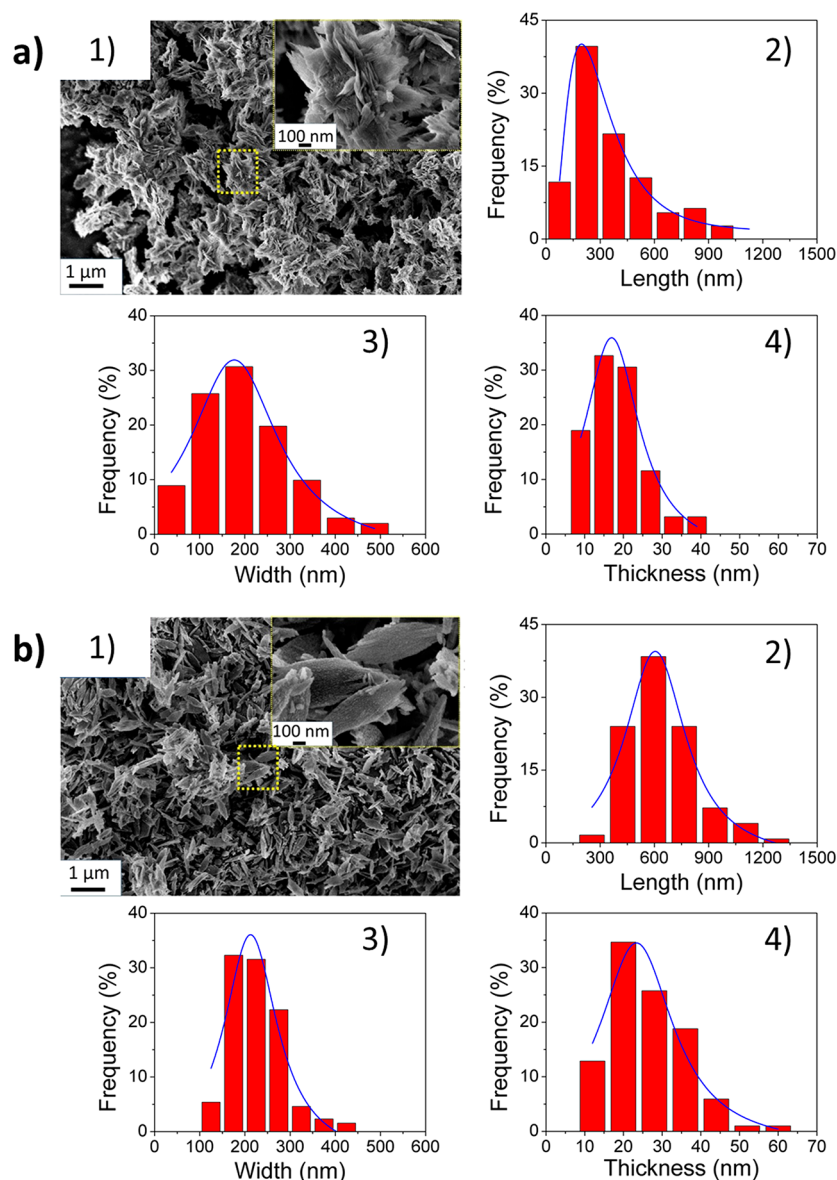 a)
1)
100 nm
1 µm
2)
Frequency (%)
45
30
15
0
0 300 600 900 1200 1500
Length (nm)
3)
Frequency (%)
40
30
20
10
0
0 100 200 300 400 500 600
Width (nm)
4)
Frequency (%)
40
30
20
10
0
0 10 20 30 40 50 60 70
Thickness (nm)
b)
1)
100 nm
1 µm
2)
Frequency (%)
45
30
15
0
0 300 600 900 1200 1500
Length (nm)
3)
Frequency (%)
40
30
20
10
0
0 100 200 300 400 500 600
Width (nm)
4)
Frequency (%)
40
30
20
10
0
0 10 20 30 40 50 60 70
Thickness (nm)